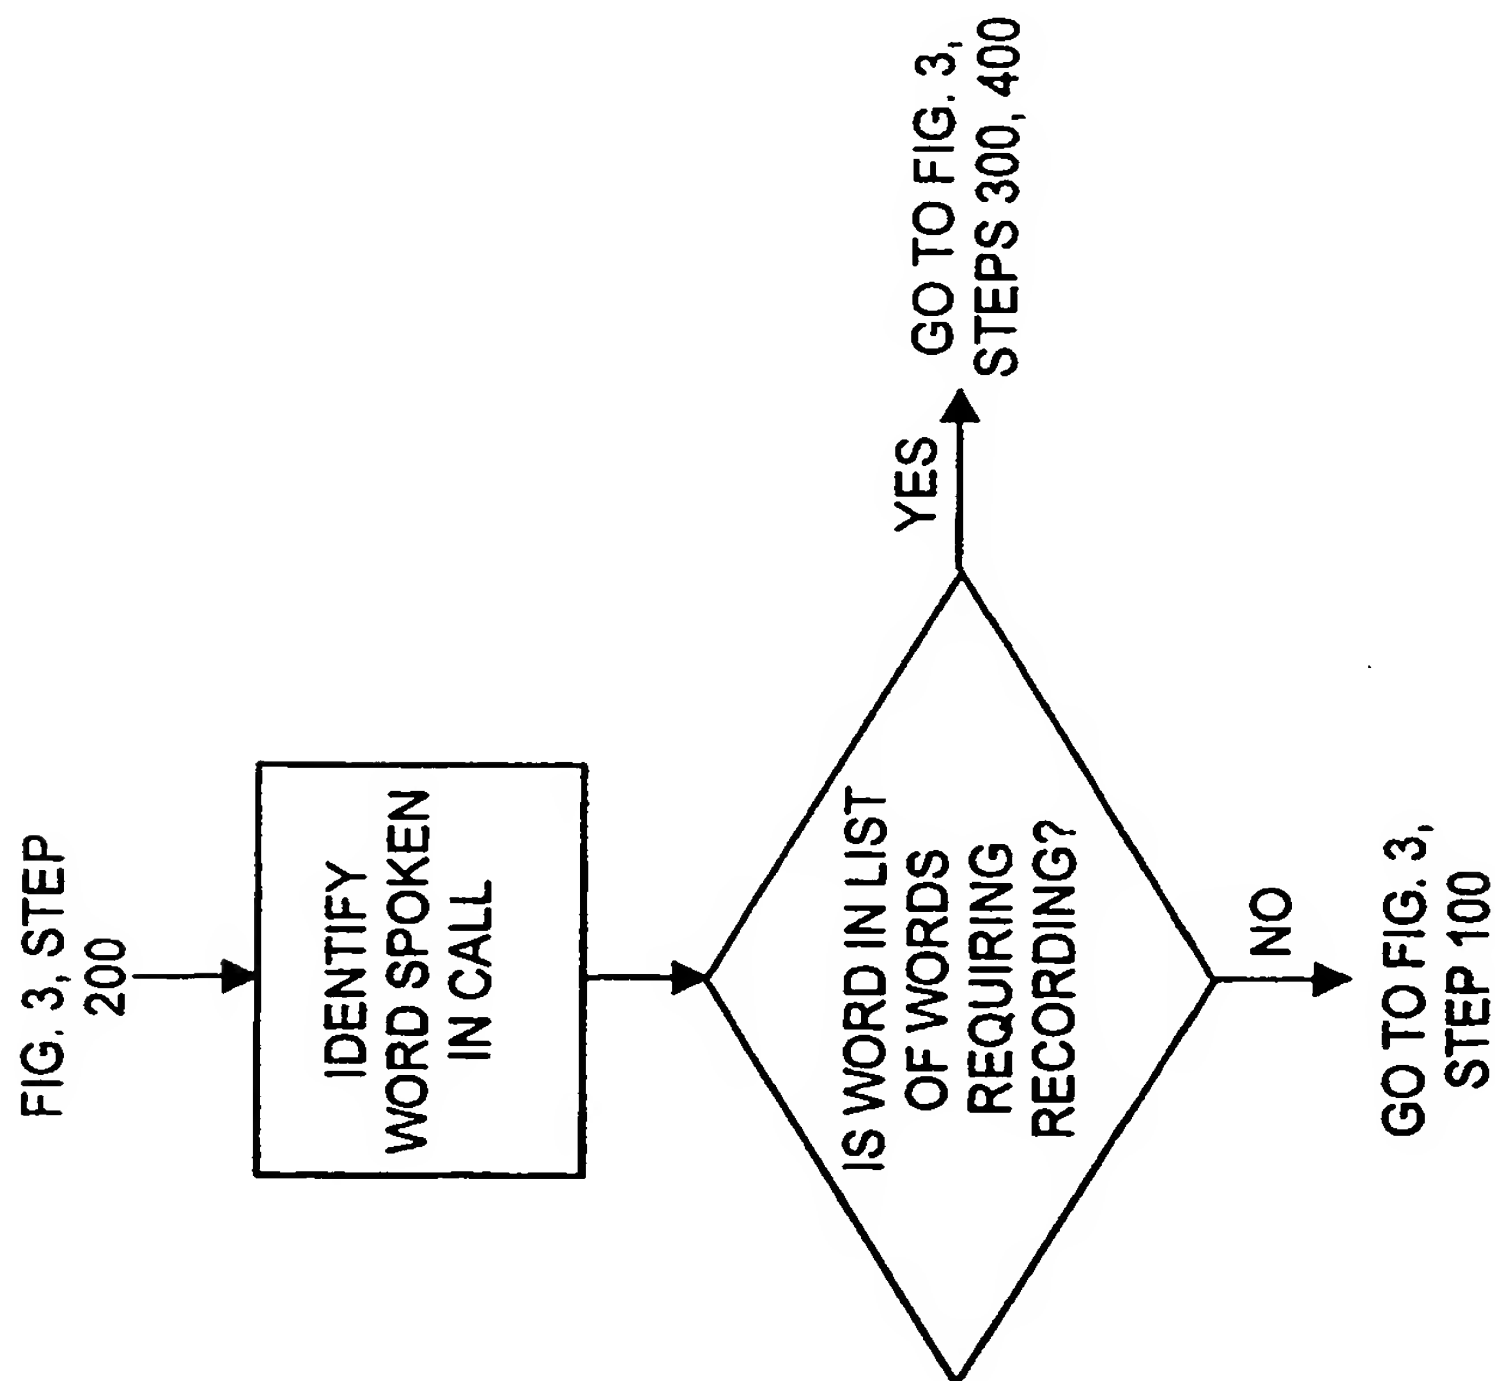 FIG. 3, STEP
200
IDENTIFY
WORD SPOKEN
IN CALL
IS WORD IN LIST
OF WORDS
REQUIRING
RECORDING?
YES
GO TO FIG. 3,
STEPS 300, 400
NO
GO TO FIG. 3,
STEP 100